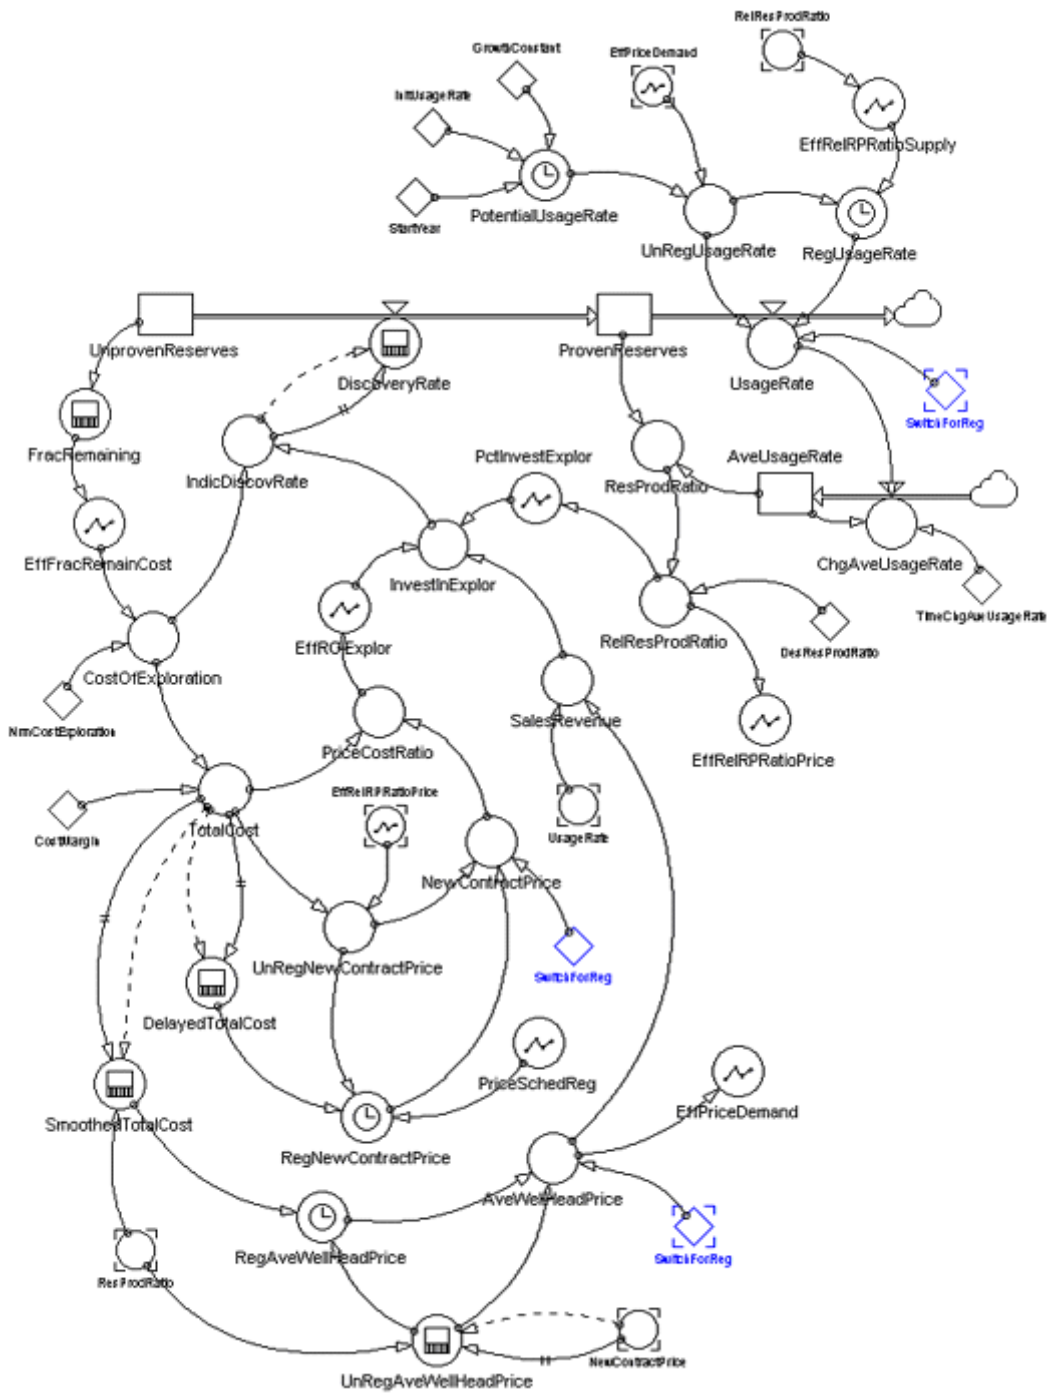 RelResProdRatio
GrowthConstant
EffPriceDemand
InitUsageRate
EffRelRPRatioSupply
StartYear
PotentialUsageRate
UnRegUsageRate
RegUsageRate
UnprovenReserves
DiscoveryRate
ProvenReserves
UsageRate
SwitchForReg
FracRemaining
IndicDiscovRate
PctInvestExplor
ResProdRatio
AveUsageRate
EffFracRemainCost
InvestInExplor
ChgAveUsageRate
TimeChgAveUsageRate
EffROIExplor
RelResProdRatio
DesResProdRatio
CostOfExploration
NrmCostExploration
SalesRevenue
PriceCostRatio
EffRelRPRatioPrice
EffRelRPRatioPrice
CostMargin
TotalCost
UsageRate
NewContractPrice
UnRegNewContractPrice
SwitchForReg
DelayedTotalCost
PriceSchedReg
SmoothedTotalCost
EffPriceDemand
RegNewContractPrice
AveWellHeadPrice
RegAveWellHeadPrice
SwitchForReg
ResProdRatio
NewContractPrice
UnRegAveWellHeadPrice